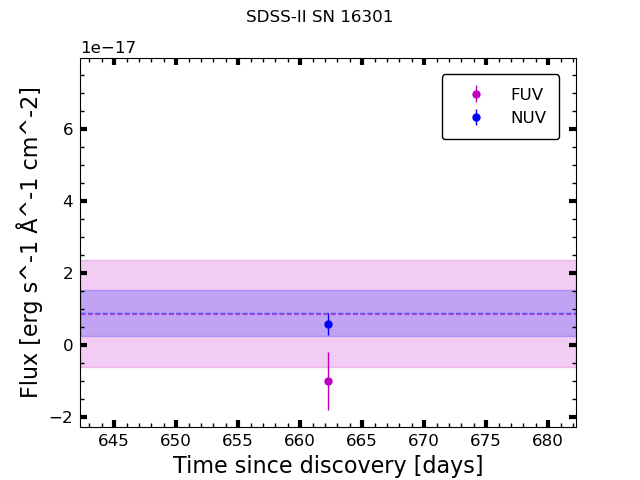 SDSS-II SN 16301
1e−17
FUV
NUV
6
4
2
0
−2
Flux [erg s^-1 Å^-1 cm^-2]
645 650 655 660 665 670 675 680
Time since discovery [days]